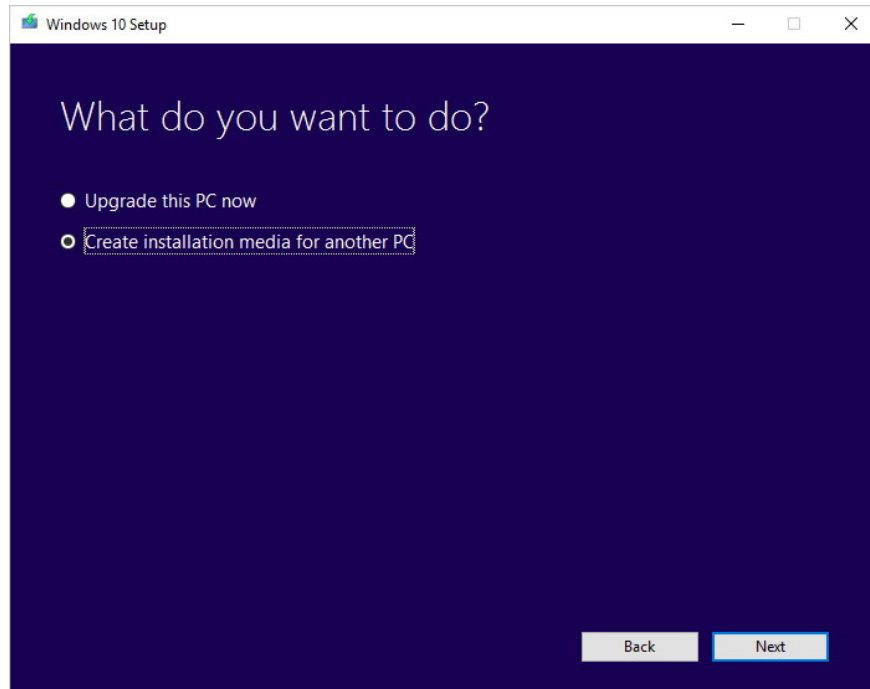 Windows 10 Setup
What do you want to do?
Upgrade this PC now
Create installation media for another PC
Back Next